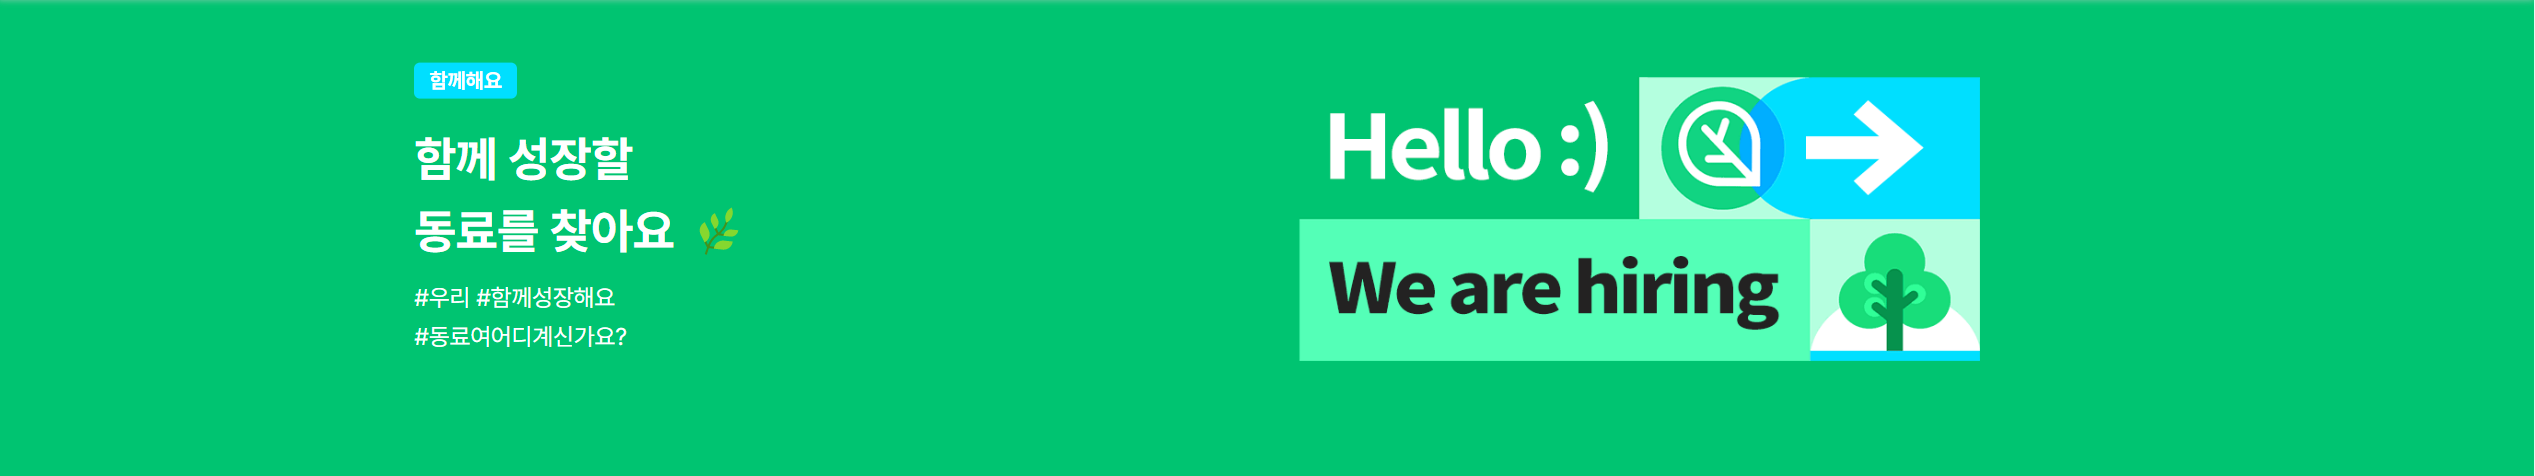 함께해요
함께 성장할
동료를 찾아요 🌿
#우리 #함께성장해요
#동료여어디계신가요?
Hello :)
We are hiring